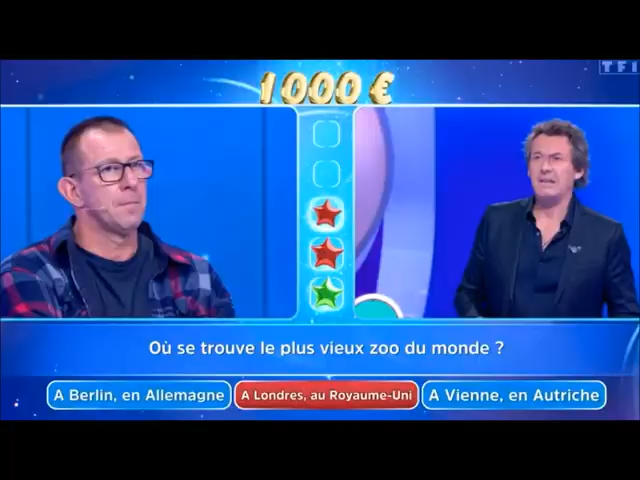 TF1
1000 €
Où se trouve le plus vieux zoo du monde ?
A Berlin, en Allemagne
A Londres, au Royaume-Uni
A Vienne, en Autriche